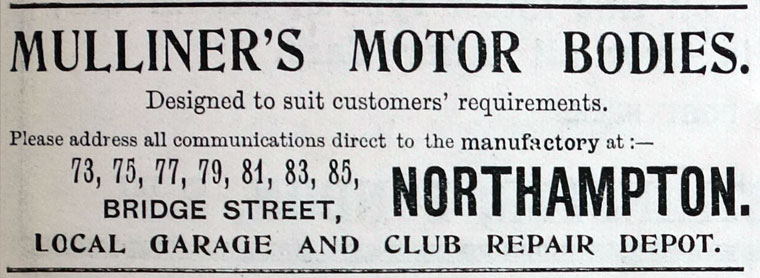 MULLINER'S MOTOR BODIES.
Designed to suit customers' requirements.
Please address all communications direct to the manufactory at :—
73, 75, 77, 79, 81, 83, 85,
BRIDGE STREET,
NORTHAMPTON.
LOCAL GARAGE AND CLUB REPAIR DEPOT.